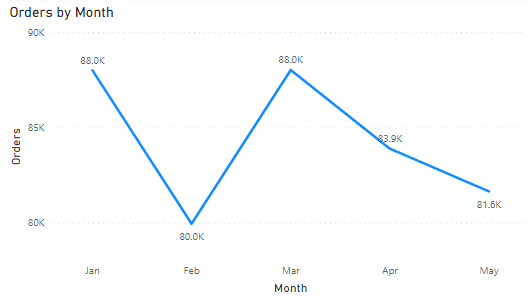 Orders by Month
90K
88.0K
88.0K
85K
83.9K
81.6K
80K
80.0K
Orders
Jan Feb Mar Apr May
Month